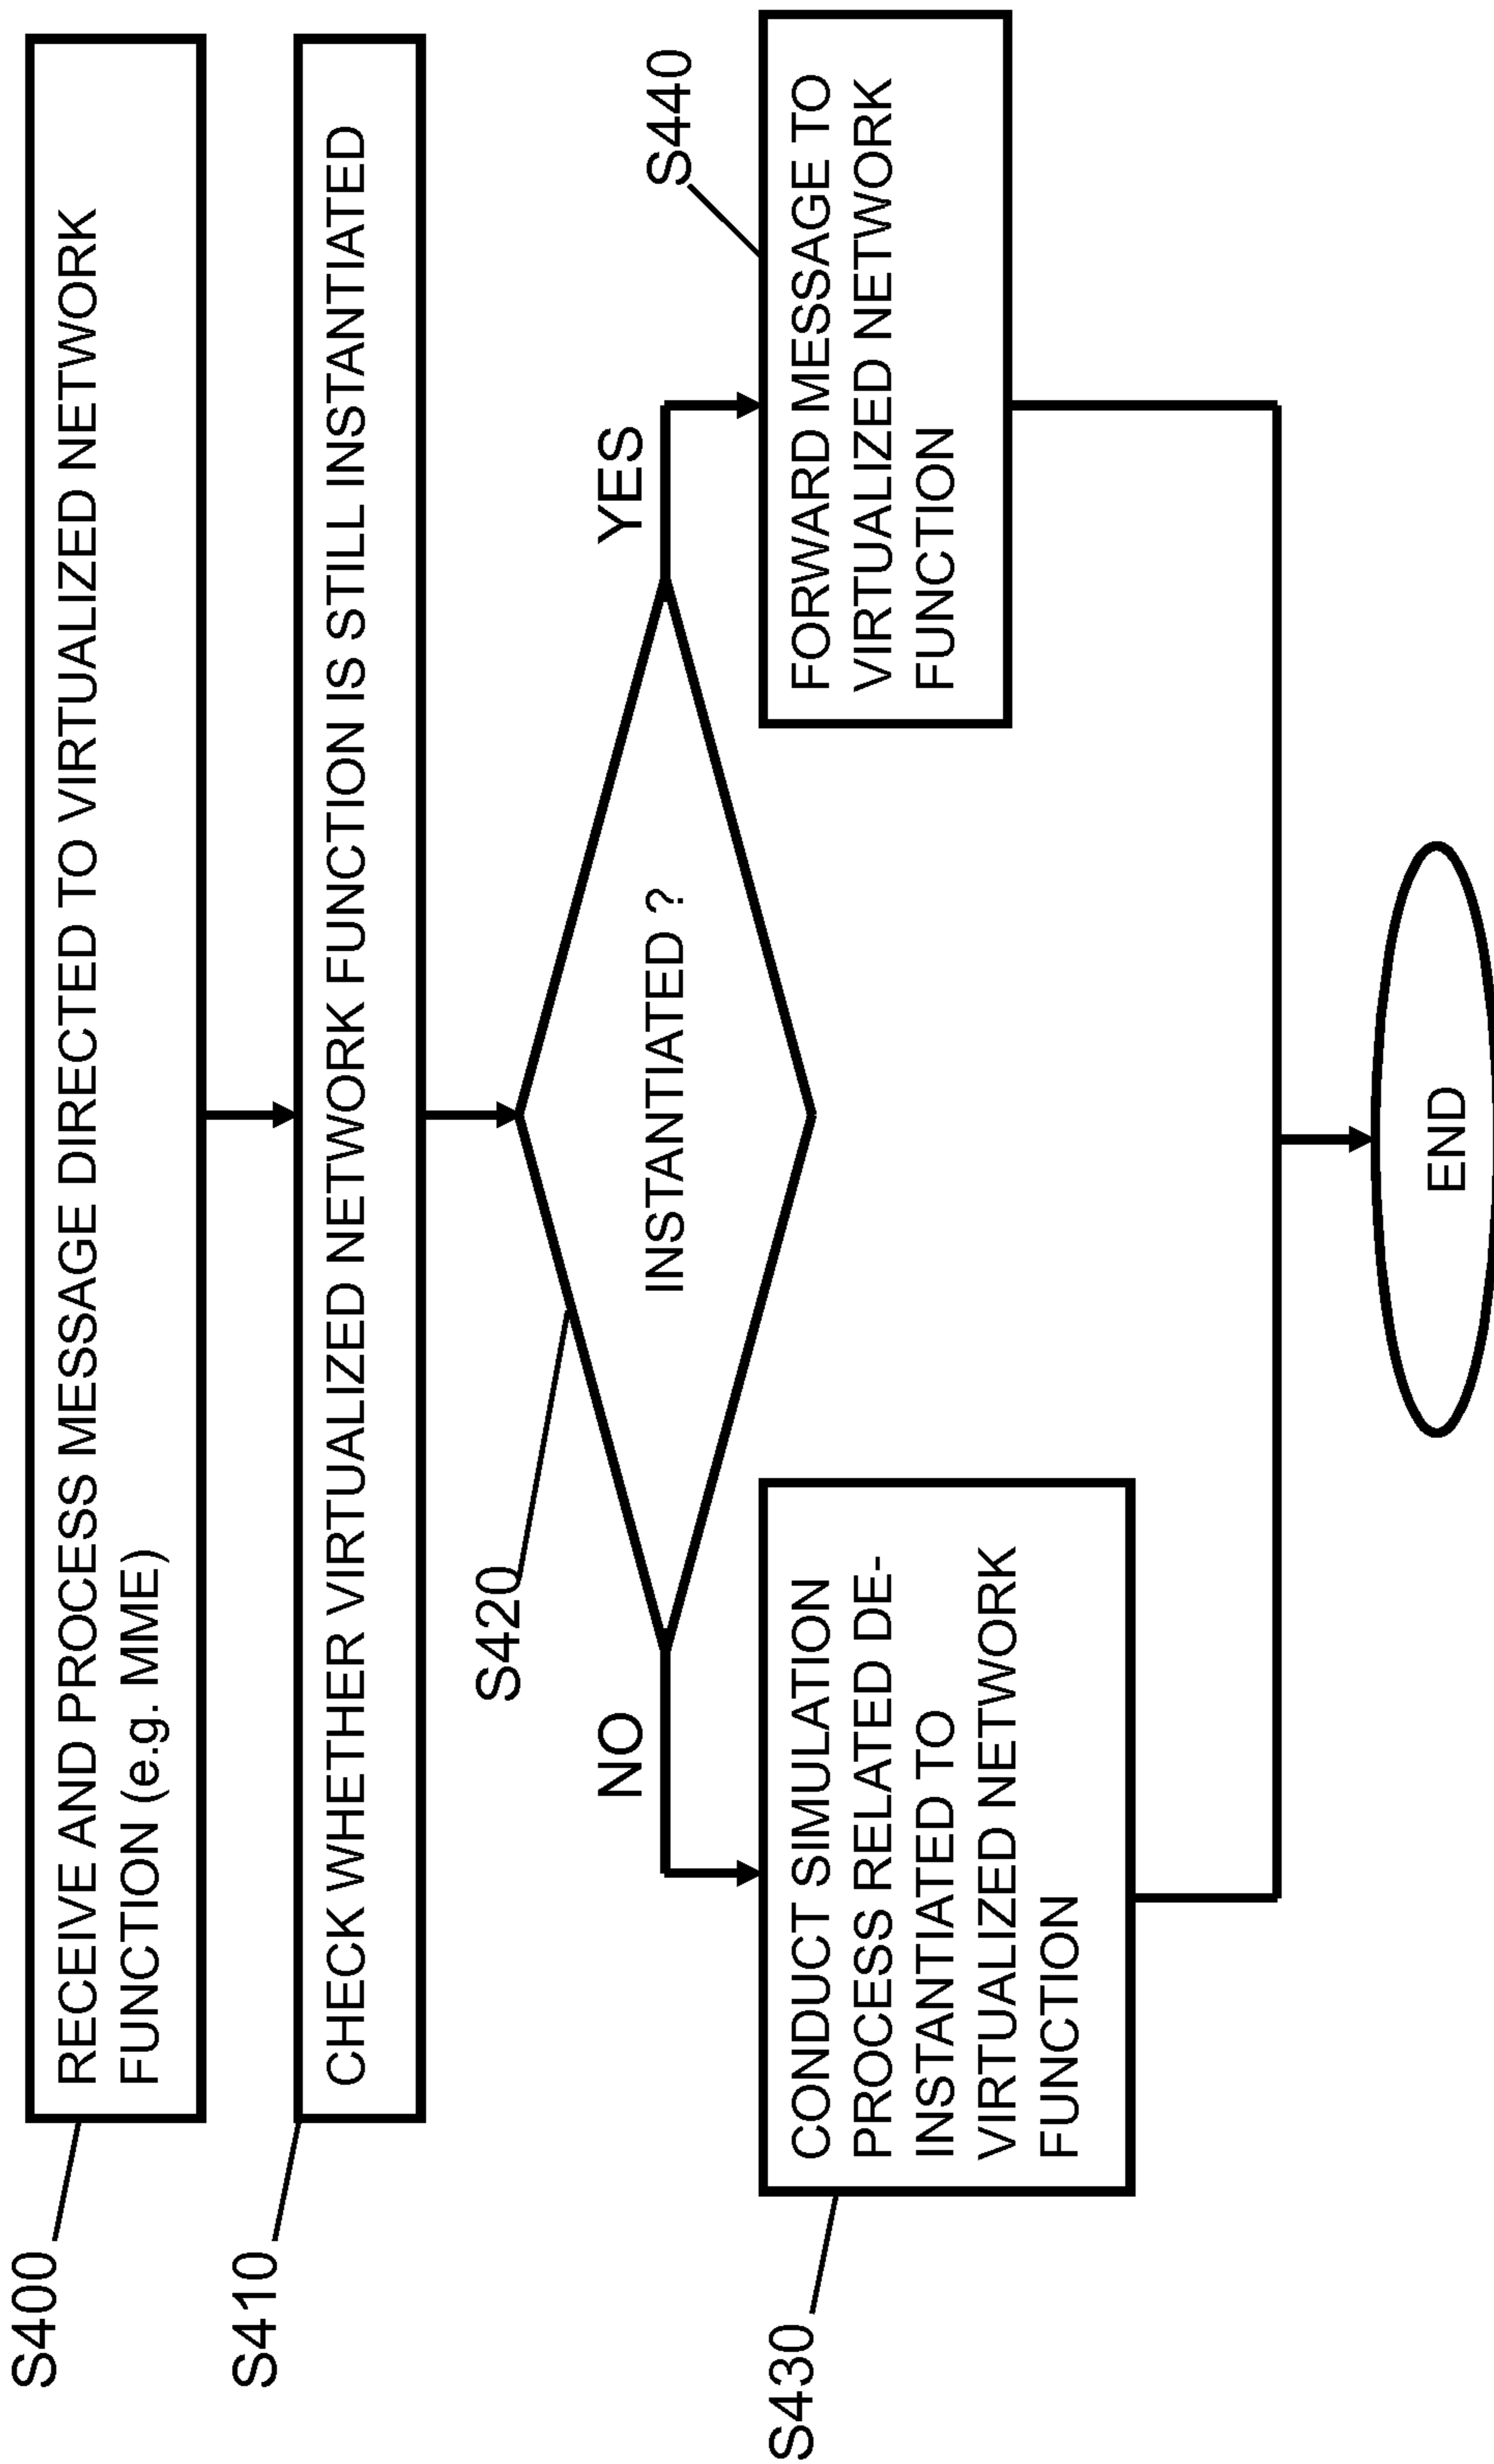 S400
RECEIVE AND PROCESS MESSAGE DIRECTED TO VIRTUALIZED NETWORK
FUNCTION (e.g. MME)
S410
CHECK WHETHER VIRTUALIZED NETWORK FUNCTION IS STILL INSTANTIATED
S420
INSTANTIATED ?
NO
YES
S430
CONDUCT SIMULATION
PROCESS RELATED DE-
INSTANTIATED TO
VIRTUALIZED NETWORK
FUNCTION
S440
FORWARD MESSAGE TO
VIRTUALIZED NETWORK
FUNCTION
END